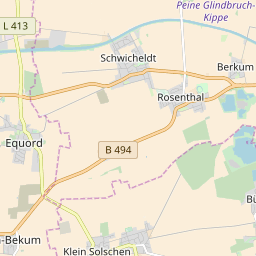 Peine Glindbruch-
Kippe
L 413
Schwicheldt
Berkum
Rosenthal
Equord
B 494
-Bekum
Klein Solschen